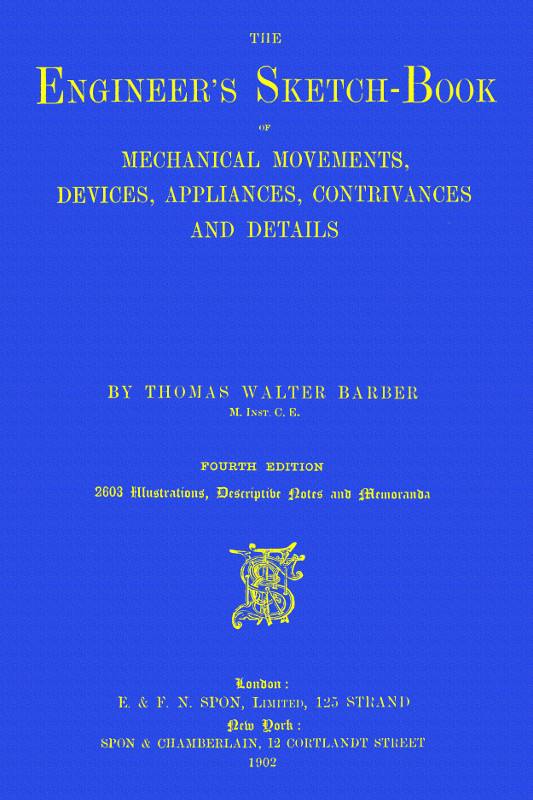 THE
ENGINEER'S SKETCH-BOOK
OF
MECHANICAL MOVEMENTS,
DEVICES, APPLIANCES, CONTRIVANCES
AND DETAILS
BY THOMAS WALTER BARBER
M. INST. C. E.
FOURTH EDITION
2603 Illustrations, Descriptive Notes and Memoranda
London:
E. & F. N. SPON, LIMITED, 125 STRAND
New York:
SPON & CHAMBERLAIN, 12 CORTLANDT STREET
1902